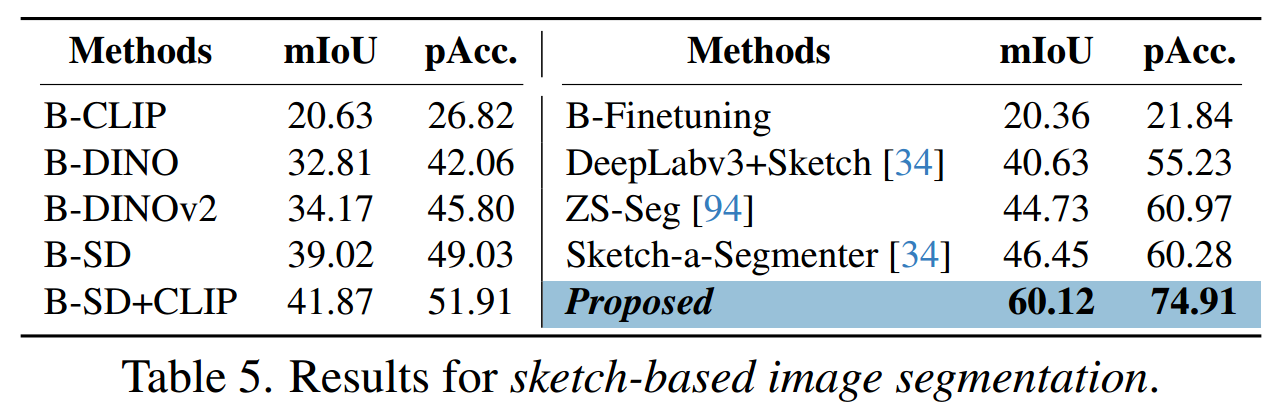 Methods mIoU pAcc. Methods mIoU pAcc.
B-CLIP 20.63 26.82 B-Finetuning 20.36 21.84
B-DINO 32.81 42.06 DeepLabv3+Sketch [34] 40.63 55.23
B-DINOv2 34.17 45.80 ZS-Seg [94] 44.73 60.97
B-SD 39.02 49.03 Sketch-a-Segmenter [34] 46.45 60.28
B-SD+CLIP 41.87 51.91 Proposed 60.12 74.91
Table 5. Results for sketch-based image segmentation.